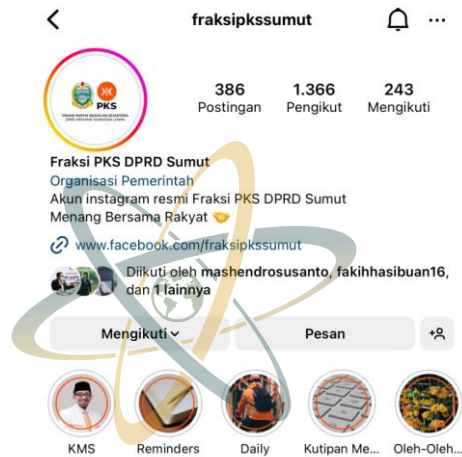 fraksipkssumut
386 1.366 243
Postingan Pengikut Mengikuti
PKS
Fraksi PKS DPRD Sumut
Organisasi Pemerintah
Akun instagram resmi Fraksi PKS DPRD Sumut
Menang Bersama Rakyat 🤝
www.facebook.com/fraksipkssumut
Diikuti oleh mashendrosusanto, fakihhasibuan16,
dan 1 lainnya
Mengikuti Pesan
KMS Reminders Daily Kutipan Me... Oleh-Oleh...